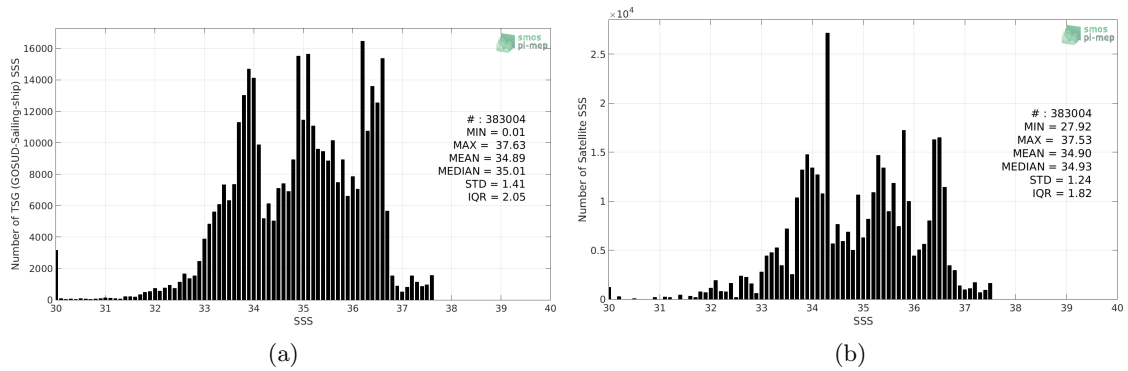 smos
pi-mep
Number of TSG (GOSUD-Sailing-ship) SSS
16000
14000
12000
10000
8000
6000
4000
2000
0
# : 383004
MIN = 0.01
MAX = 37.63
MEAN = 34.89
MEDIAN = 35.01
STD = 1.41
IQR = 2.05
30 31 32 33 34 35 36 37 38 39 40
SSS
(a)
×10⁴
smos
pi-mep
Number of Satellite SSS
2.5
2
1.5
1
0.5
0
# : 383004
MIN = 27.92
MAX = 37.53
MEAN = 34.90
MEDIAN = 34.93
STD = 1.24
IQR = 1.82
30 31 32 33 34 35 36 37 38 39 40
SSS
(b)